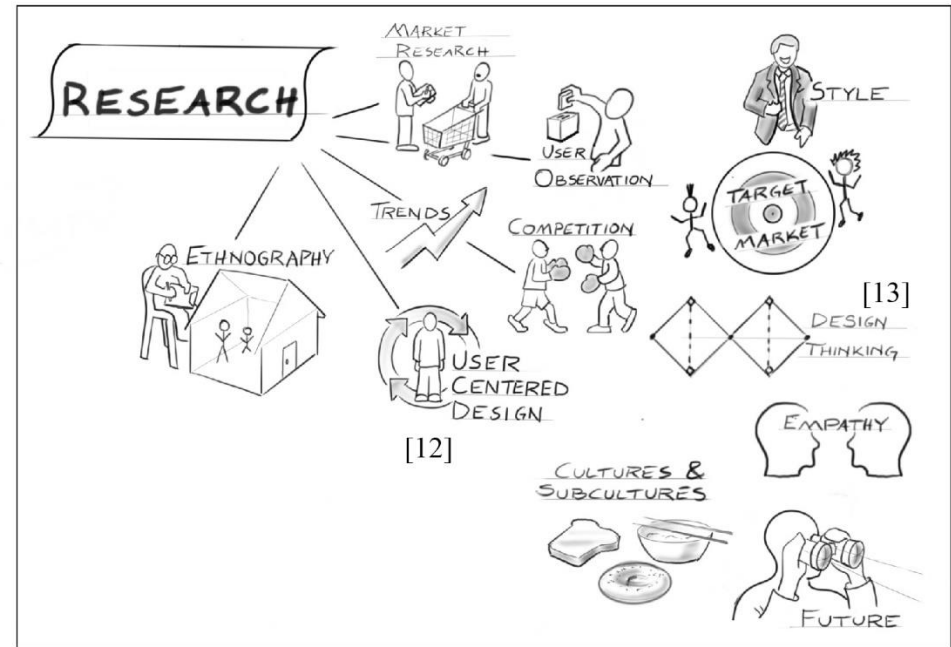 RESEARCH
MARKET
RESEARCH
USER
OBSERVATION
STYLE
TARGET
MARKET
TRENDS
COMPETITION
ETHNOGRAPHY
USER
CENTERED
DESIGN
[12]
[13]
DESIGN
THINKING
EMPATHY
CULTURES &
SUBCULTURES
FUTURE